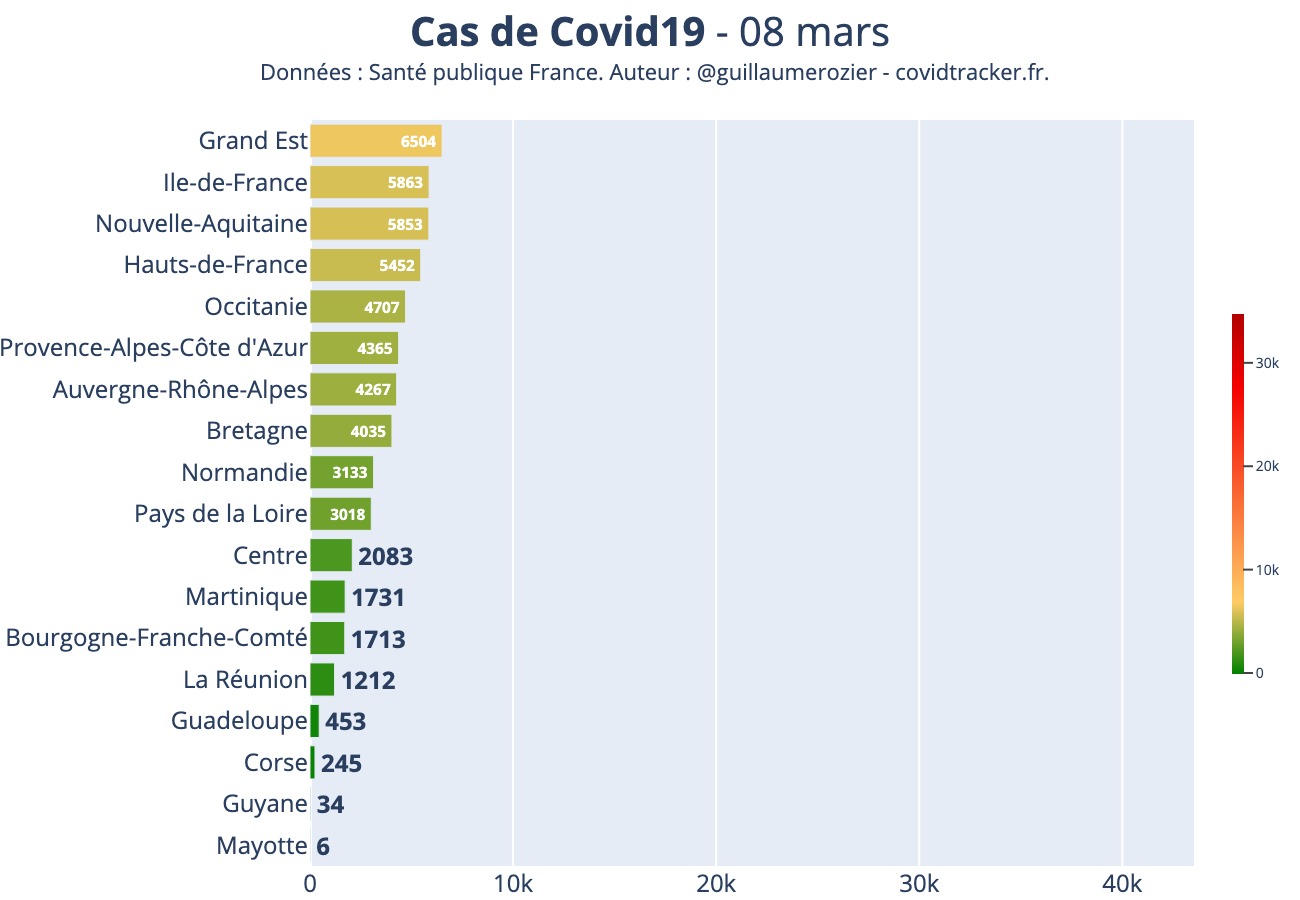 Cas de Covid19 - 08 mars
Données : Santé publique France. Auteur : @guillaumerozier - covidtracker.fr.
Grand Est 6504
Ile-de-France 5863
Nouvelle-Aquitaine 5853
Hauts-de-France 5452
Occitanie 4707
Provence-Alpes-Côte d'Azur 4365
Auvergne-Rhône-Alpes 4267
Bretagne 4035
Normandie 3133
Pays de la Loire 3018
Centre 2083
Martinique 1731
Bourgogne-Franche-Comté 1713
La Réunion 1212
Guadeloupe 453
Corse 245
Guyane 34
Mayotte 6
0 10k 20k 30k 40k
30k
20k
10k
0